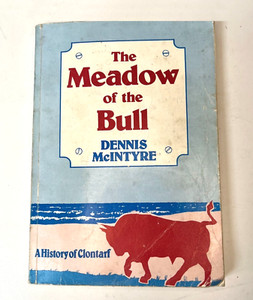 The
Meadow
of the
Bull
DENNIS
McINTYRE
A History of Clontarf